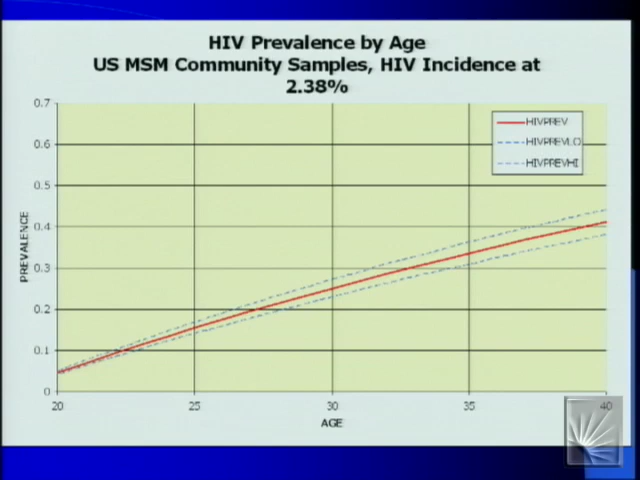 HIV Prevalence by Age
US MSM Community Samples, HIV Incidence at
2.38%
0.7
0.6
0.5
0.4
0.3
0.2
0.1
0
PREVALENCE
HIVPREV
HIVPREVLO
HIVPREVHI
20 25 30 35 40
AGE